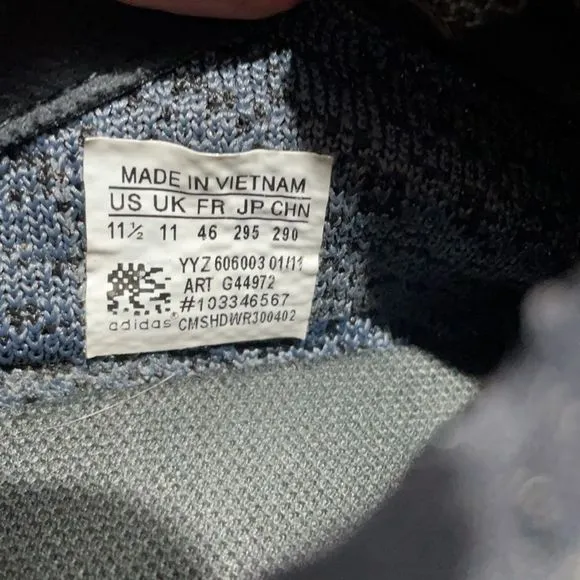 MADE IN VIETNAM
US UK FR JP CHN
11½ 11 46 295 290
YYZ 606003 01/11
ART G44972
#103346567
adidas® CMSHDWR300402